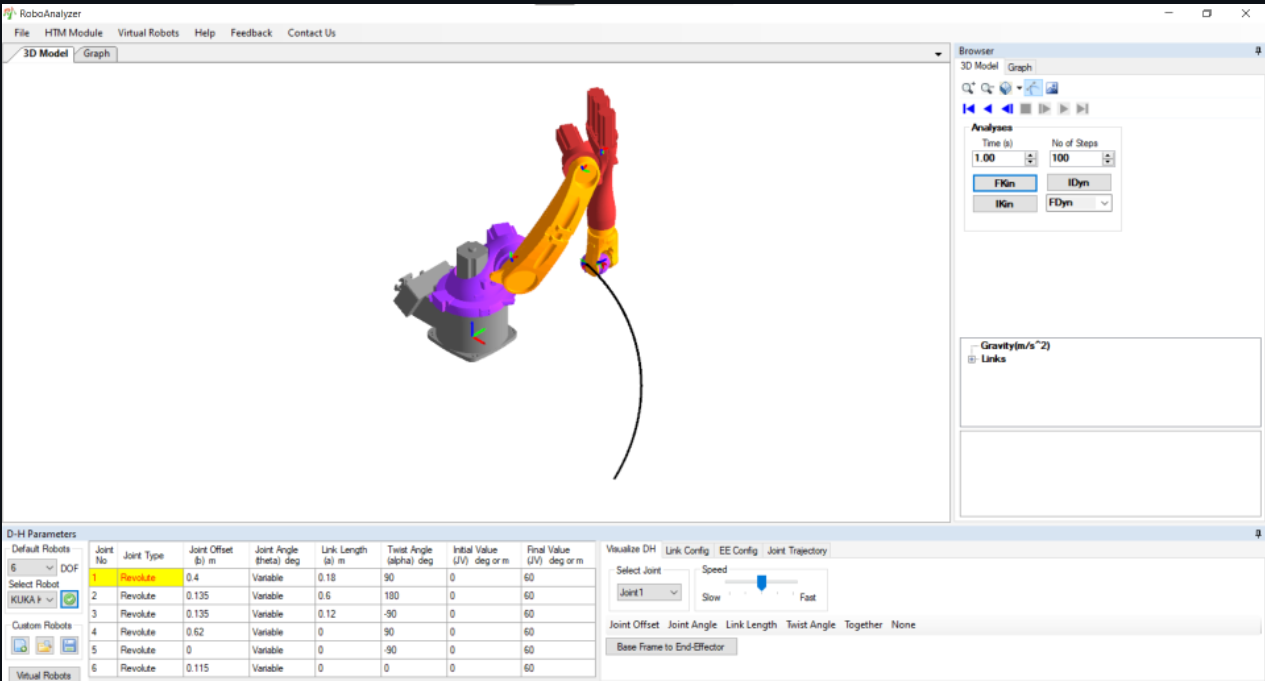 RoboAnalyzer
File HTM Module Virtual Robots Help Feedback Contact Us
3D Model Graph
Browser
3D Model Graph
Analyses
Time (s) No of Steps
1.00 100
FKin IDyn
IKin FDyn
Gravity(m/s^2)
Links
D-H Parameters
Default Robots
6 DOF
Select Robot
KUKA
Custom Robots
Virtual Robots
Joint No Joint Type Joint Offset (b) m Joint Angle (theta) deg Link Length (a) m Twist Angle (alpha) deg Initial Value (JV) deg or m Final Value (JV) deg or m
1 Revolute 0.4 Variable 0.18 90 0 60
2 Revolute 0.135 Variable 0.6 180 0 60
3 Revolute 0.135 Variable 0.12 -90 0 60
4 Revolute 0.62 Variable 0 90 0 60
5 Revolute 0 Variable 0 -90 0 60
6 Revolute 0.115 Variable 0 0 0 60
Visualize DH Link Config EE Config Joint Trajectory
Select Joint Speed
Joint1 Slow Fast
Joint Offset Joint Angle Link Length Twist Angle Together None
Base Frame to End-Effector